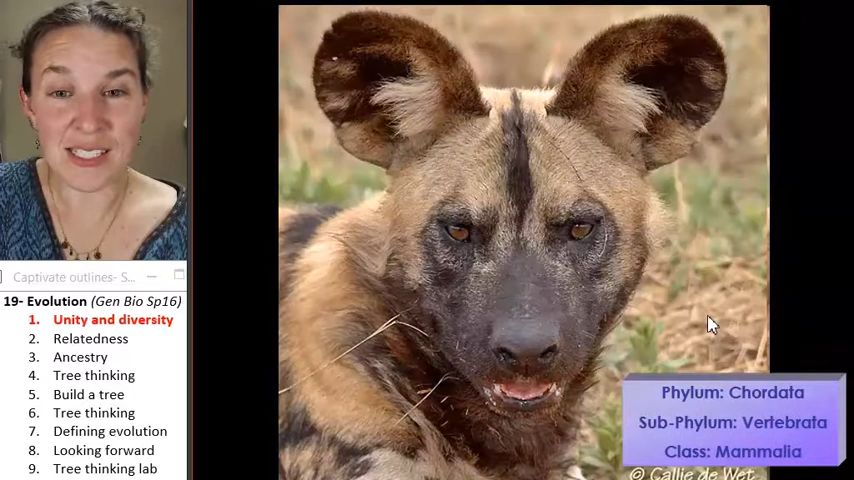 Captivate outlines- S...
19- Evolution (Gen Bio Sp16)
1. Unity and diversity
2. Relatedness
3. Ancestry
4. Tree thinking
5. Build a tree
6. Tree thinking
7. Defining evolution
8. Looking forward
9. Tree thinking lab
Phylum: Chordata
Sub-Phylum: Vertebrata
Class: Mammalia
© Callie de Wet